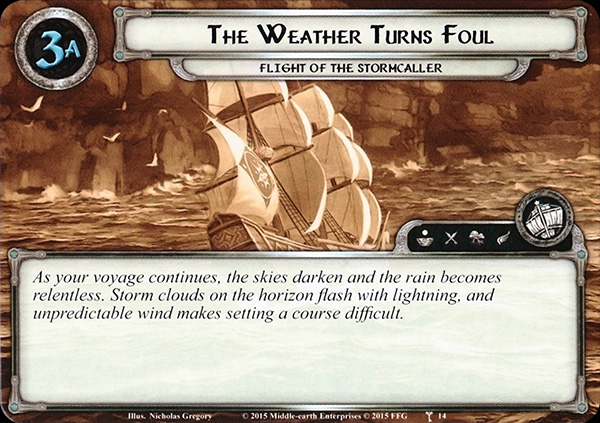 3A
The Weather Turns Foul
Flight of the Stormcaller
As your voyage continues, the skies darken and the rain becomes
relentless. Storm clouds on the horizon flash with lightning, and
unpredictable wind makes setting a course difficult.
Illus. Nicholas Gregory © 2015 Middle-earth Enterprises © 2015 FFG 14